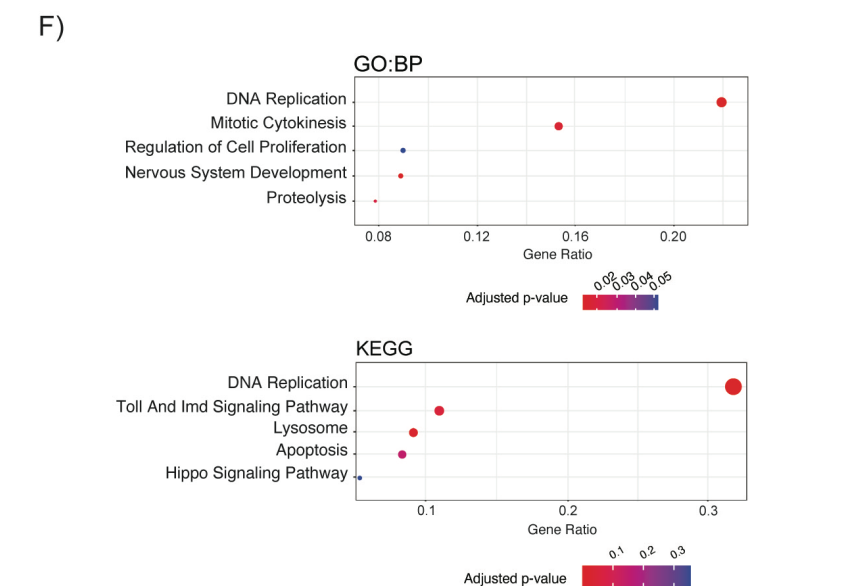 F)
GO:BP
DNA Replication
Mitotic Cytokinesis
Regulation of Cell Proliferation
Nervous System Development
Proteolysis
0.08 0.12 0.16 0.20
Gene Ratio
Adjusted p-value 0.02 0.03 0.04 0.05
KEGG
DNA Replication
Toll And Imd Signaling Pathway
Lysosome
Apoptosis
Hippo Signaling Pathway
0.1 0.2 0.3
Gene Ratio
Adjusted p-value 0.1 0.2 0.3